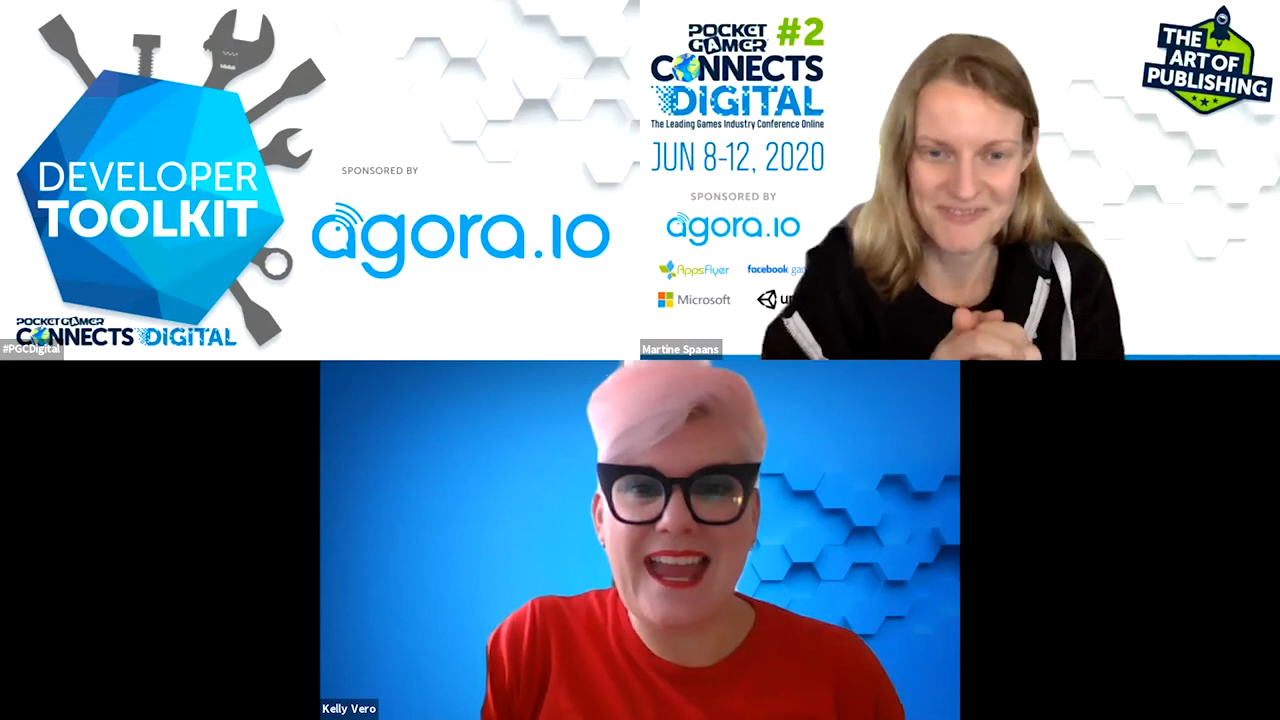 DEVELOPER
TOOLKIT
SPONSORED BY
agora.io
POCKET GAMER
CONNECTS DIGITAL
#PGCDigital
POCKET GAMER #2
CONNECTS
DIGITAL
The Leading Games Industry Conference Online
JUN 8-12, 2020
SPONSORED BY
agora.io
AppsFlyer facebook
Microsoft
THE
ART OF
PUBLISHING
Martine Spaans
Kelly Vero